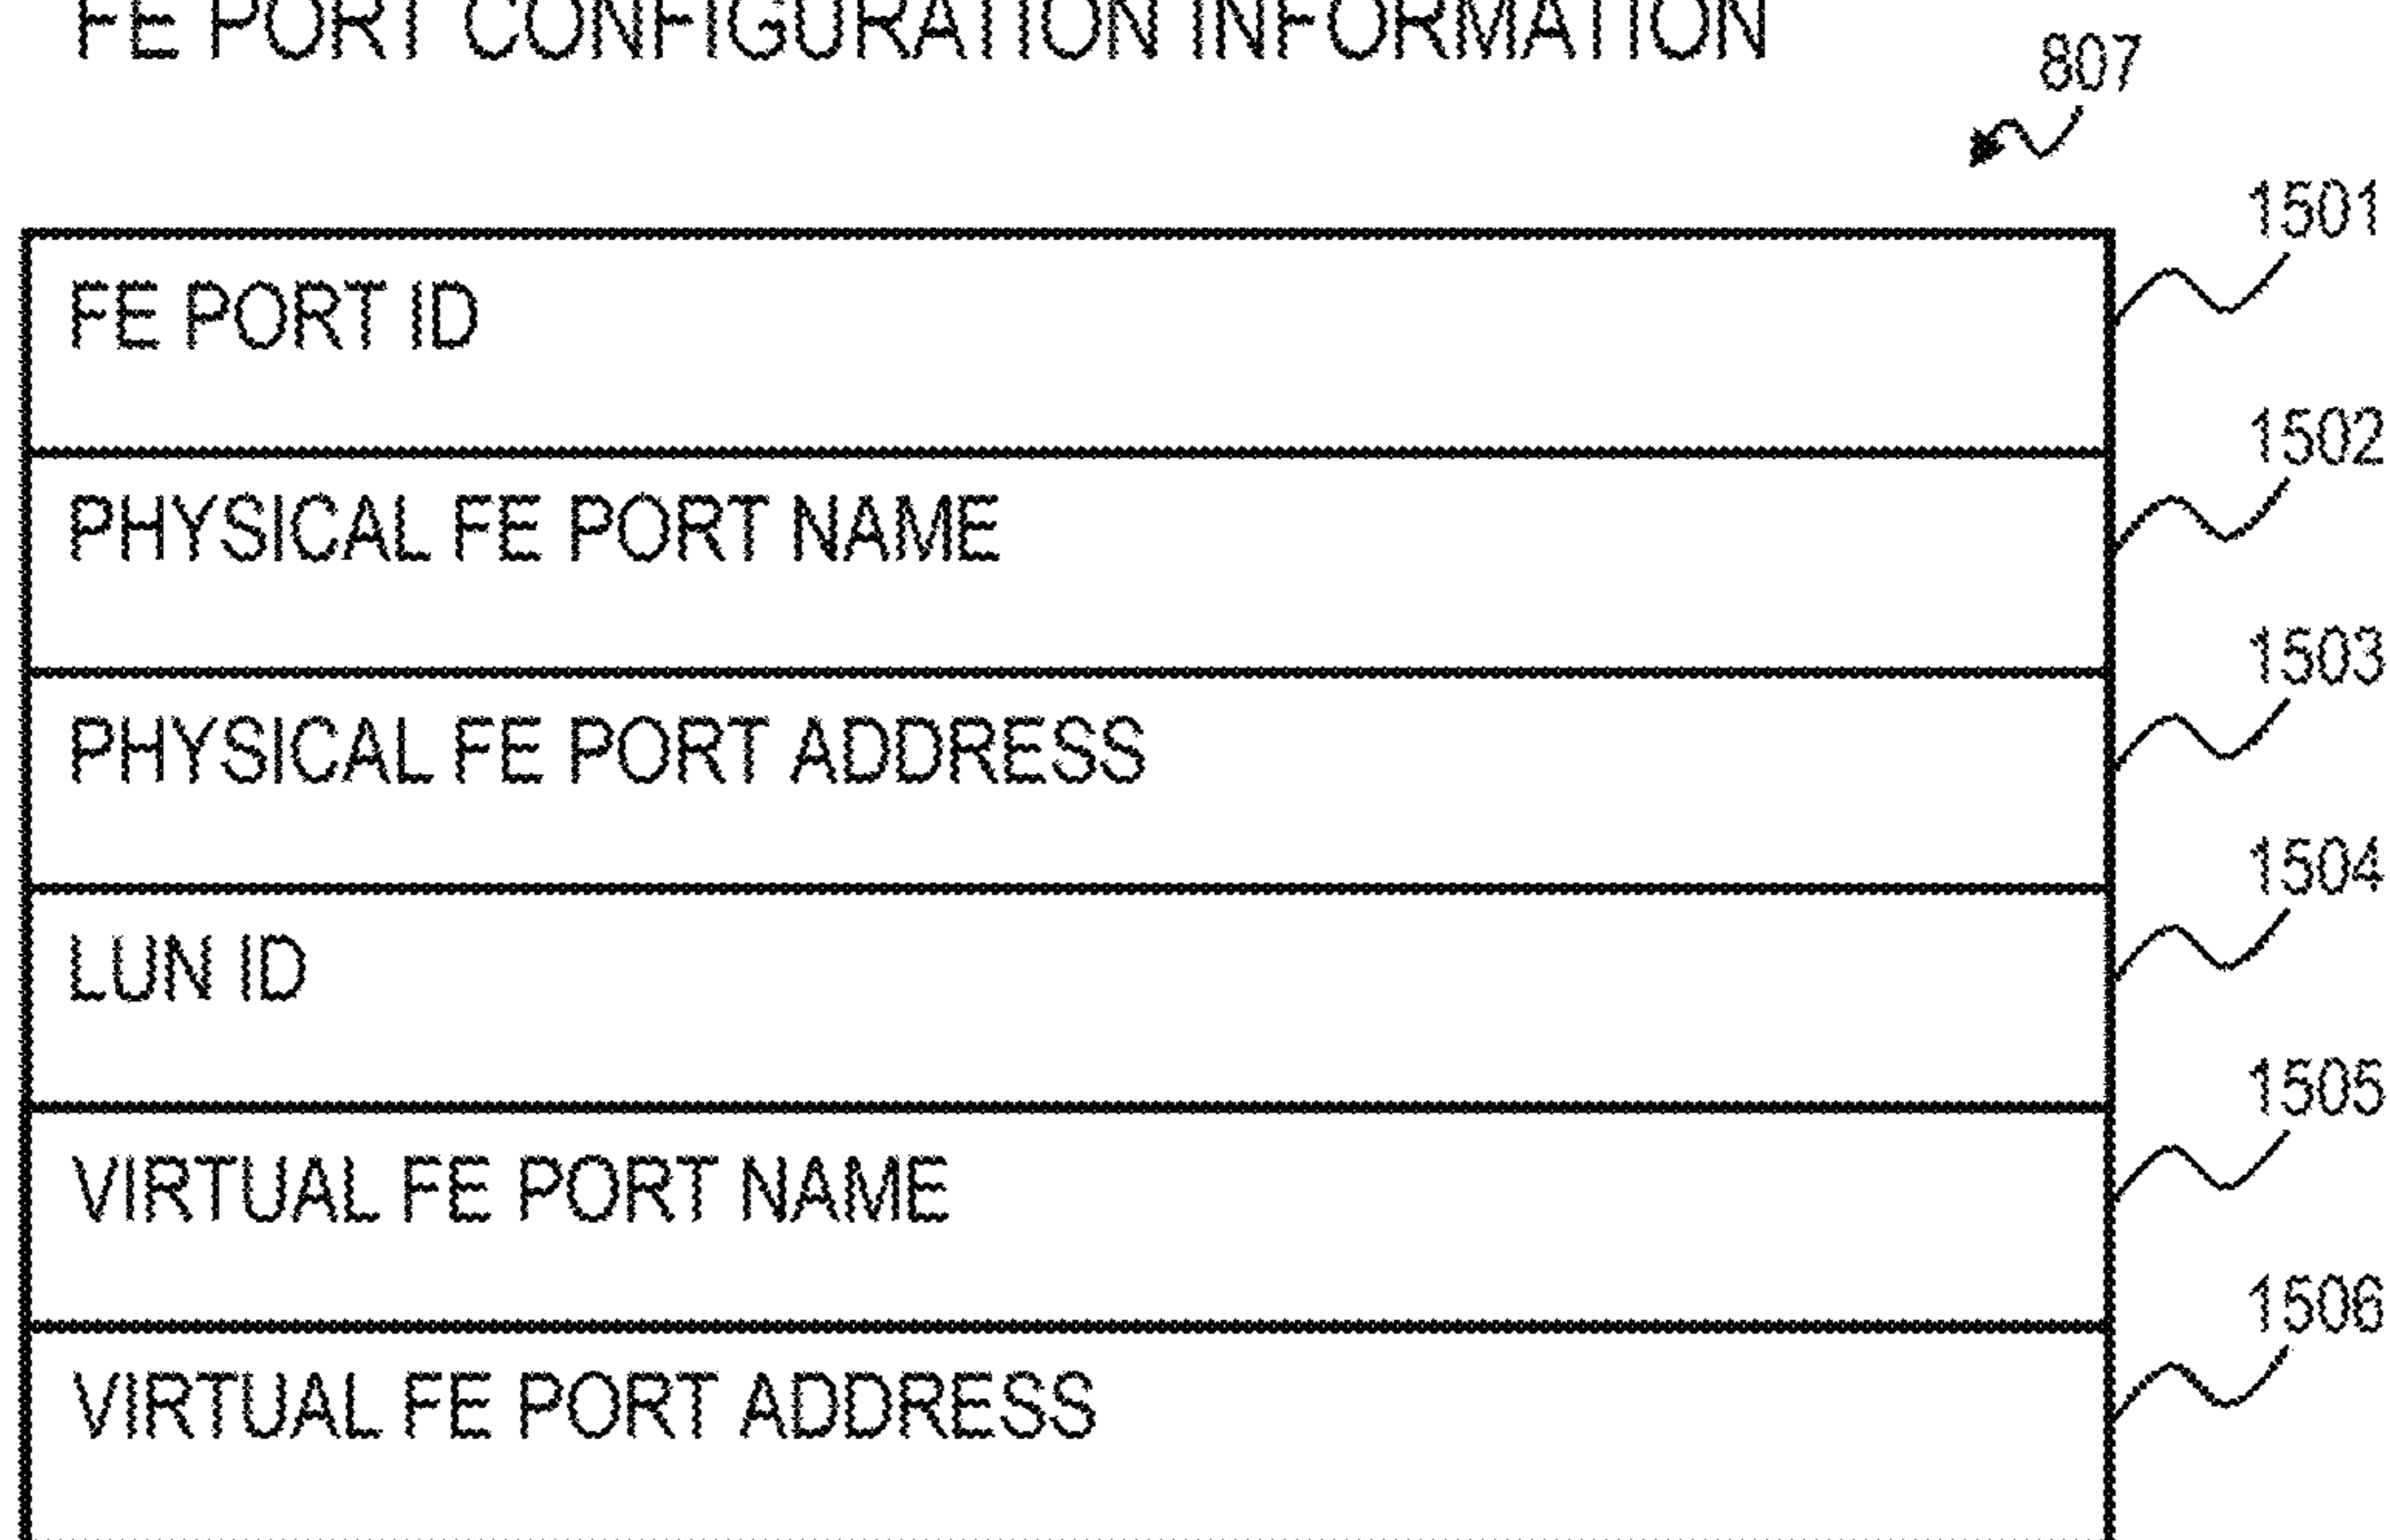 FE PORT CONFIGURATION INFORMATION
807
1501
FE PORT ID
1502
PHYSICAL FE PORT NAME
1503
PHYSICAL FE PORT ADDRESS
1504
LUN ID
1505
VIRTUAL FE PORT NAME
1506
VIRTUAL FE PORT ADDRESS